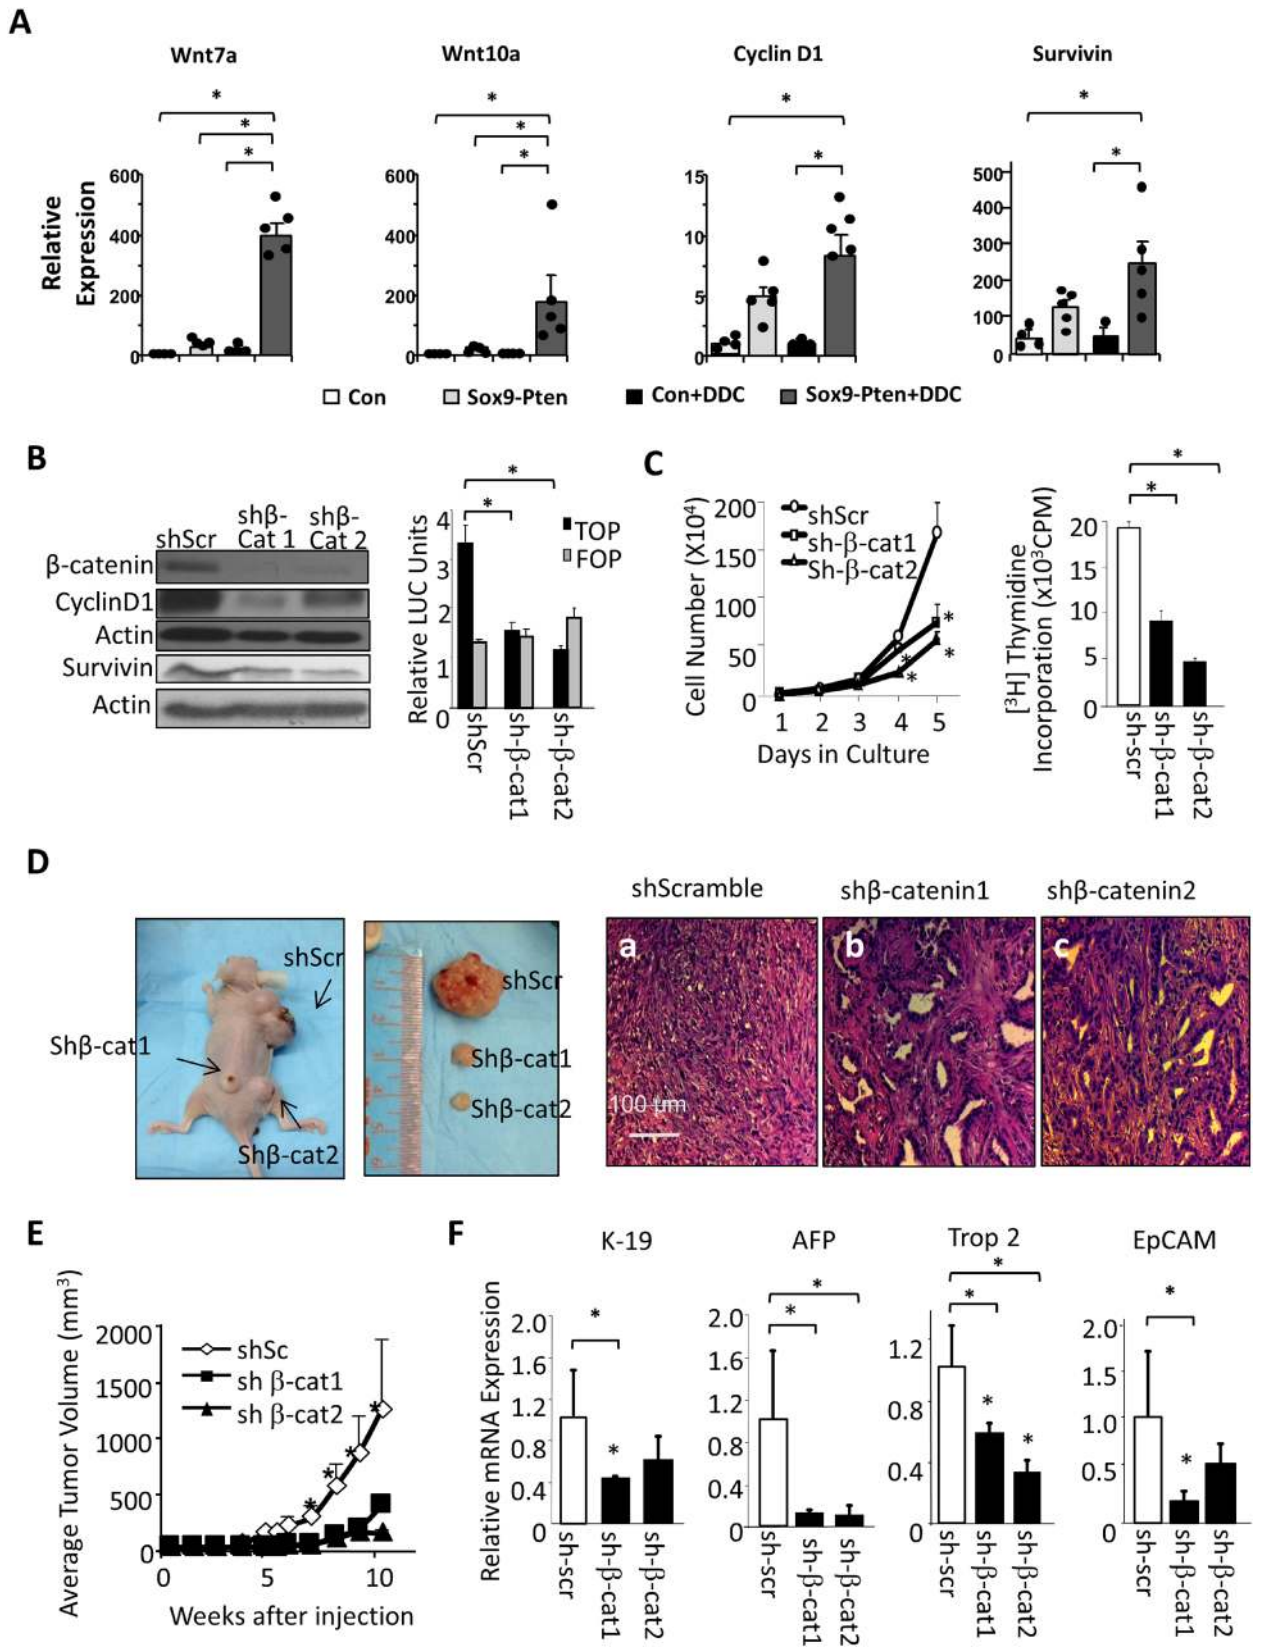 A
Wnt7a
Wnt10a
Cyclin D1
Survivin
* * * *
* *
* * * *
Relative
Expression
600
400
200
0
600
400
200
0
15
10
5
0
500
400
300
200
100
0
Con
Sox9-Pten
Con+DDC
Sox9-Pten+DDC
B
shScr
shβ-
Cat 1
shβ-
Cat 2
β-catenin
CyclinD1
Actin
Survivin
Actin
*
*
Relative LUC Units
4
3
2
1
0
TOP
FOP
shScr
sh-β-cat1
sh-β-cat2
C
Cell Number (X10⁴)
200
150
100
50
0
shScr
sh-β-cat1
Sh-β-cat2
*
*
*
*
1 2 3 4 5
Days in Culture
*
*
[³H] Thymidine
Incorporation (x10³CPM)
20
15
10
5
0
sh-scr
sh-β-cat1
sh-β-cat2
D
shScr
Shβ-cat1
Shβ-cat2
shScr
Shβ-cat1
Shβ-cat2
shScramble
shβ-catenin1
shβ-catenin2
a
b
c
100 um
E
Average Tumor Volume (mm³)
2000
1500
1000
500
0
shSc
sh β-cat1
sh β-cat2
*
*
*
*
0 5 10
Weeks after injection
F
K-19
AFP
Trop 2
EpCAM
Relative mRNA Expression
*
*
2.0
1.6
1.2
0.8
0.4
0
sh-scr
sh-β-cat1
sh-β-cat2
*
*
2.0
1.6
1.2
0.8
0.4
0
sh-scr
sh-β-cat1
sh-β-cat2
*
*
*
*
1.2
0.8
0.4
0
sh-scr
sh-β-cat1
sh-β-cat2
*
*
2.0
1.5
1.0
0.5
0
sh-scr
sh-β-cat1
sh-β-cat2